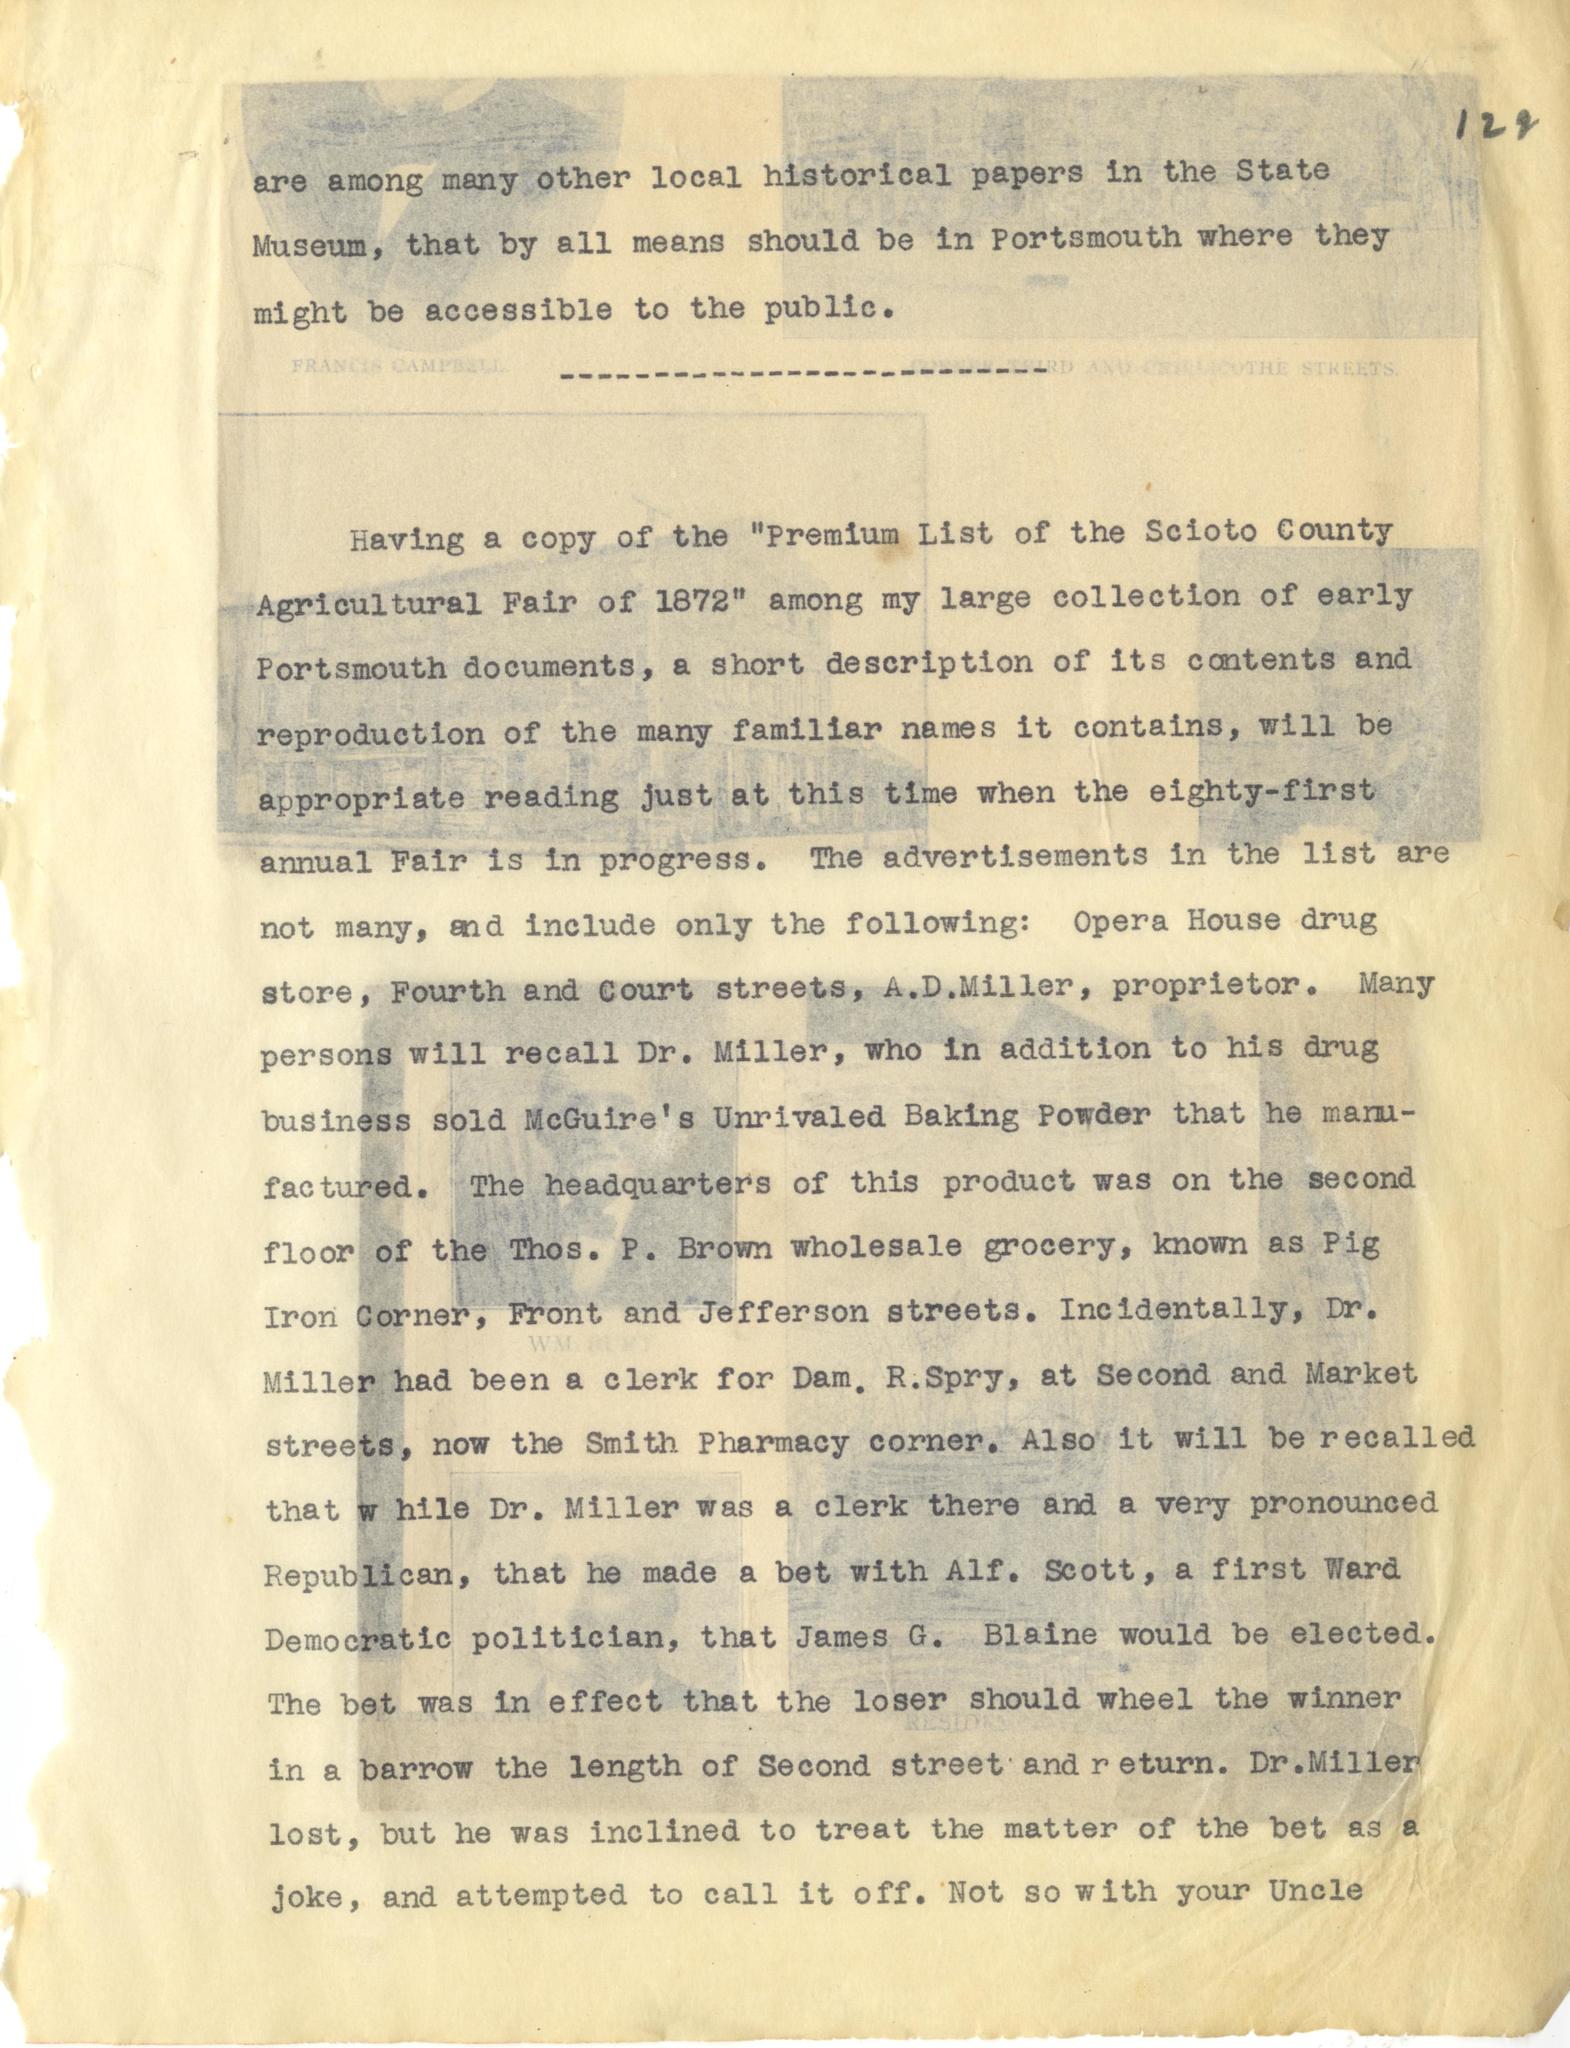 129
are among many other local historical papers in the State
Museum, that by all means should be in Portsmouth where they
might be accessible to the public.
FRANCIS CAMPBELL
AND CHILLICOTHE STREETS.
--------------------------
Having a copy of the "Premium List of the Scioto County
Agricultural Fair of 1872" among my large collection of early
Portsmouth documents, a short description of its contents and
reproduction of the many familiar names it contains, will be
appropriate reading just at this time when the eighty-first
annual Fair is in progress.  The advertisements in the list are
not many, and include only the following:  Opera House drug
store, Fourth and Court streets, A.D.Miller, proprietor.  Many
persons will recall Dr. Miller, who in addition to his drug
business sold McGuire's Unrivaled Baking Powder that he manu-
factured.  The headquarters of this product was on the second
floor of the Thos. P. Brown wholesale grocery, known as Pig
Iron Corner, Front and Jefferson streets. Incidentally, Dr.
WM.
Miller had been a clerk for Dam. R.Spry, at Second and Market
streets, now the Smith Pharmacy corner. Also it will be recalled
that w hile Dr. Miller was a clerk there and a very pronounced
Republican, that he made a bet with Alf. Scott, a first Ward
Democratic politician, that James G.  Blaine would be elected.
The bet was in effect that the loser should wheel the winner
in a barrow the length of Second street and r eturn. Dr.Miller
lost, but he was inclined to treat the matter of the bet as a
joke, and attempted to call it off. Not so with your Uncle